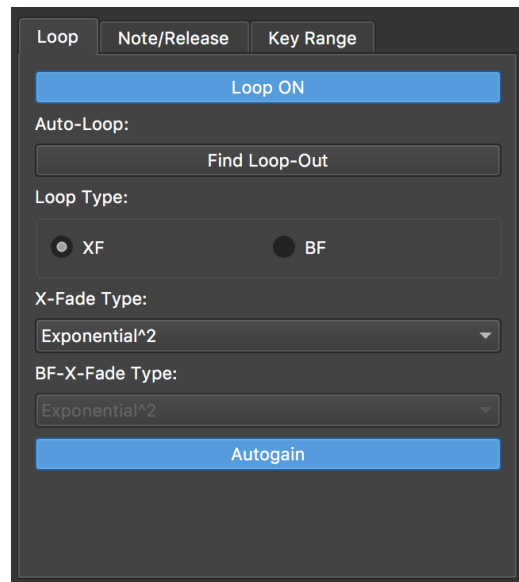 Loop Note/Release Key Range
Loop ON
Auto-Loop:
Find Loop-Out
Loop Type:
XF BF
X-Fade Type:
Exponential^2
BF-X-Fade Type:
Exponential^2
Autogain